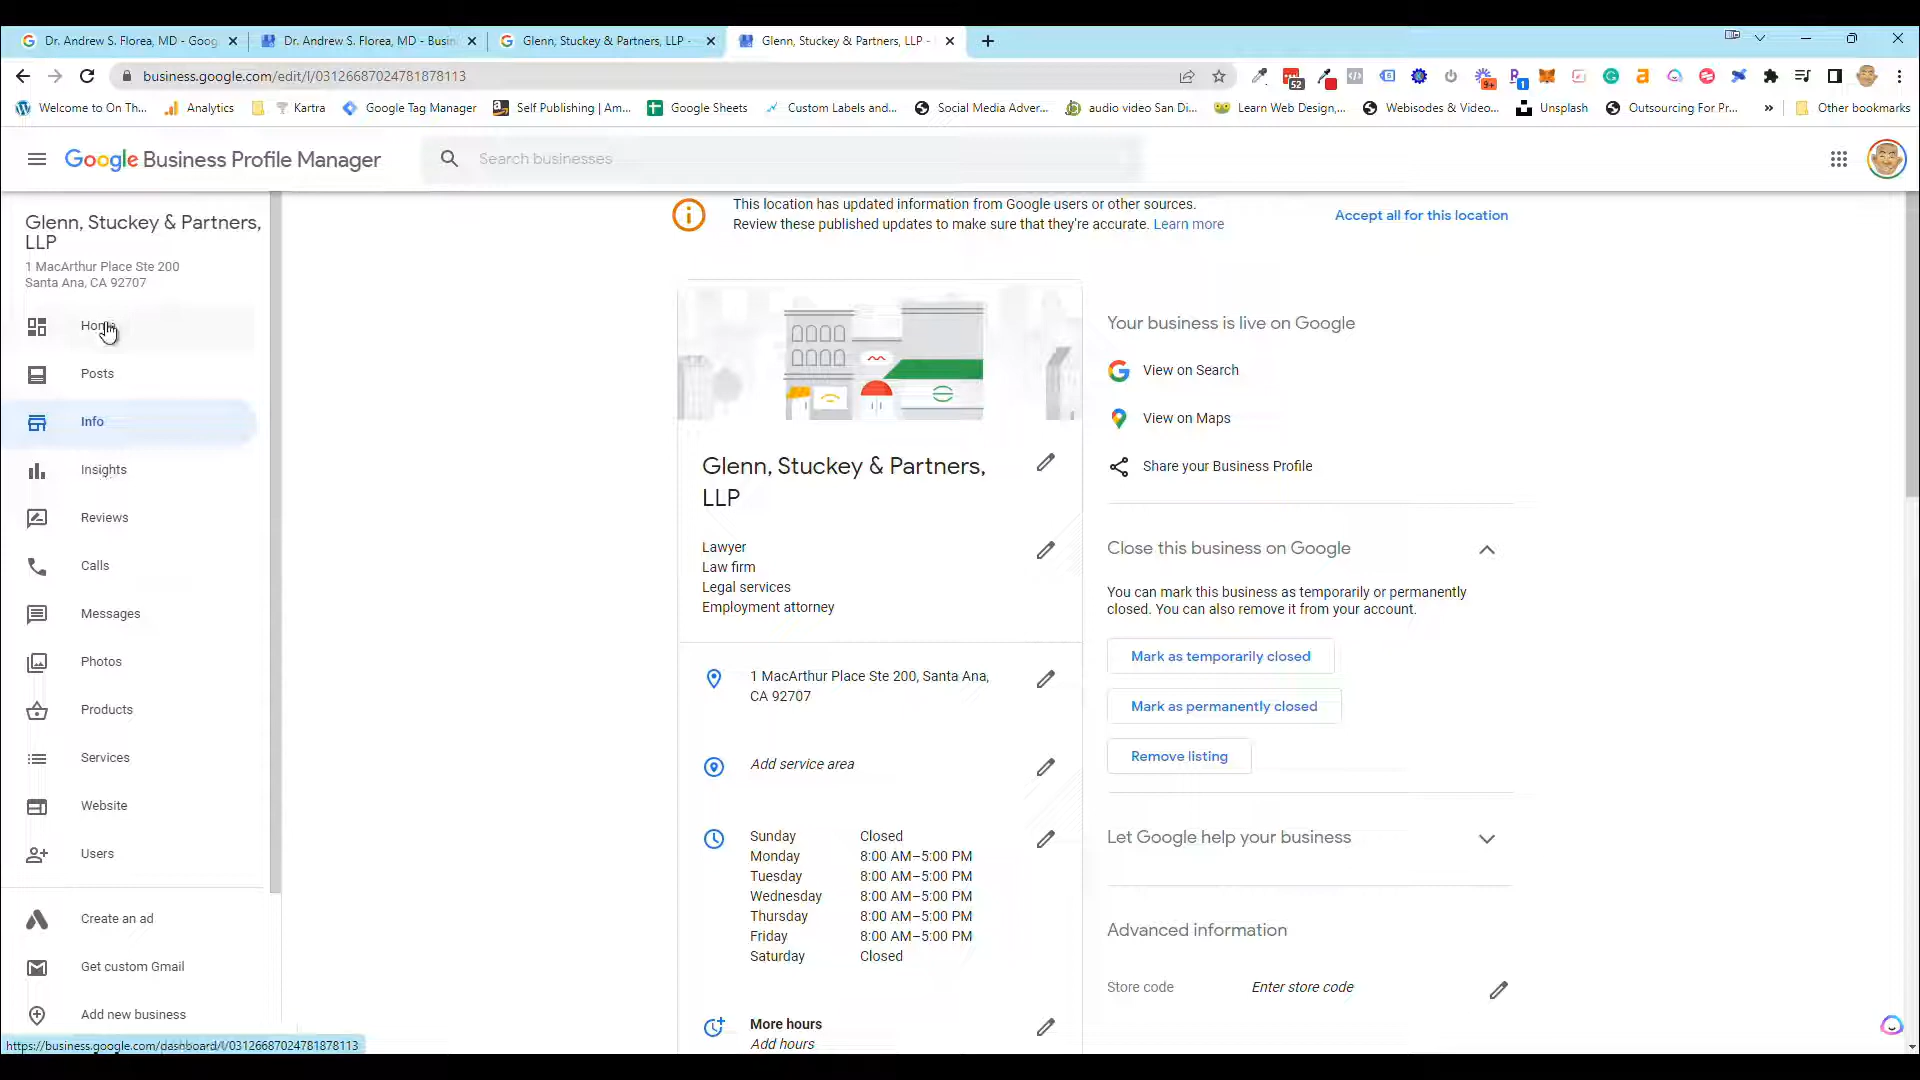 Dr. Andrew S. Florea, MD - Goog
Dr. Andrew S. Florea, MD - Busin
Glenn, Stuckey & Partners, LLP -
Glenn, Stuckey & Partners, LLP -
business.google.com/edit/l/03126687024781878113
52
9+
1
Welcome to On Th...
Analytics
Kartra
Google Tag Manager
Self Publishing | Am...
Google Sheets
Custom Labels and...
Social Media Adver...
audio video San Di...
Learn Web Design,...
Webisodes & Video...
Unsplash
Outsourcing For Pr...
»
Other bookmarks
Google Business Profile Manager
Search businesses
Glenn, Stuckey & Partners,
LLP
1 MacArthur Place Ste 200
Santa Ana, CA 92707
Home
Posts
Info
Insights
Reviews
Calls
Messages
Photos
Products
Services
Website
Users
Create an ad
Get custom Gmail
Add new business
https://business.google.com/dashboard/l/03126687024781878113
This location has updated information from Google users or other sources.
Review these published updates to make sure that they're accurate. Learn more
Accept all for this location
Glenn, Stuckey & Partners,
LLP
Lawyer
Law firm
Legal services
Employment attorney
1 MacArthur Place Ste 200, Santa Ana,
CA 92707
Add service area
Sunday Closed
Monday 8:00 AM–5:00 PM
Tuesday 8:00 AM–5:00 PM
Wednesday 8:00 AM–5:00 PM
Thursday 8:00 AM–5:00 PM
Friday 8:00 AM–5:00 PM
Saturday Closed
More hours
Add hours
Your business is live on Google
View on Search
View on Maps
Share your Business Profile
Close this business on Google
You can mark this business as temporarily or permanently
closed. You can also remove it from your account.
Mark as temporarily closed
Mark as permanently closed
Remove listing
Let Google help your business
Advanced information
Store code Enter store code